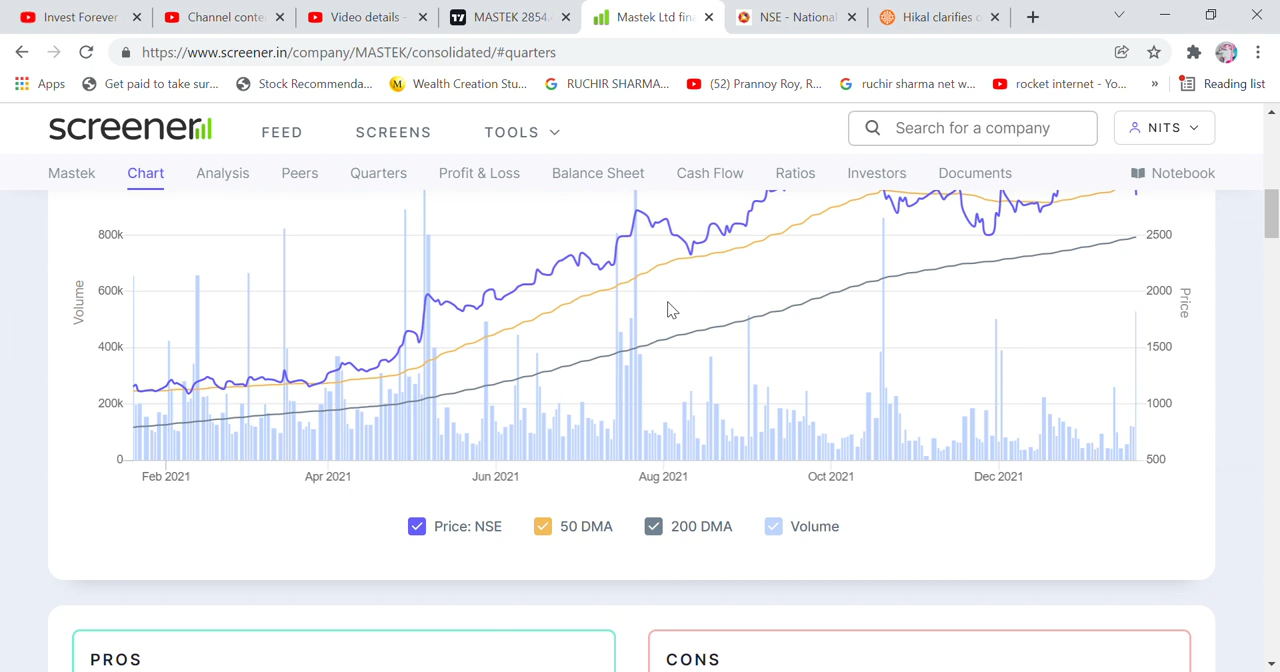 Invest Forever
Channel conte
Video details -
MASTEK 2854.
Mastek Ltd fin
NSE - National
Hikal clarifies o
https://www.screener.in/company/MASTEK/consolidated/#quarters
Apps
Get paid to take sur...
Stock Recommenda...
Wealth Creation Stu...
RUCHIR SHARMA...
(52) Prannoy Roy, R...
ruchir sharma net w...
rocket internet - Yo...
»
Reading list
screener
FEED
SCREENS
TOOLS
Search for a company
NITS
Mastek
Chart
Analysis
Peers
Quarters
Profit & Loss
Balance Sheet
Cash Flow
Ratios
Investors
Documents
Notebook
800k
2500
600k
2000
400k
1500
200k
1000
0
500
Volume
Price
Feb 2021
Apr 2021
Jun 2021
Aug 2021
Oct 2021
Dec 2021
Price: NSE
50 DMA
200 DMA
Volume
PROS
CONS